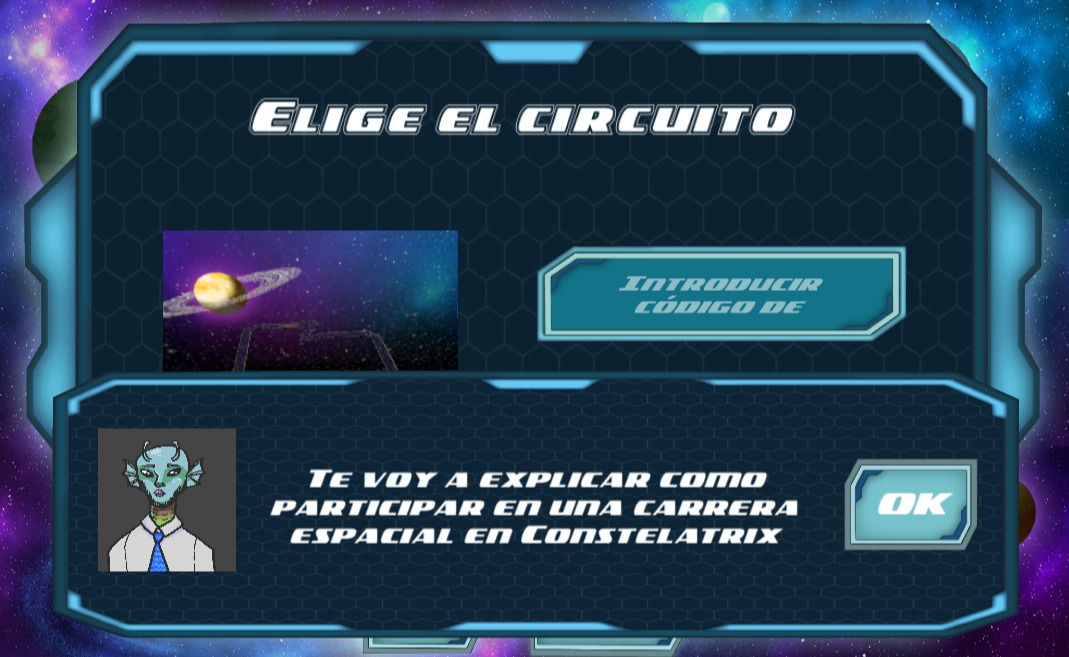 Elige el circuito
Introducir
código de
Te voy a explicar como
participar en una carrera
espacial en Constelatrix
OK